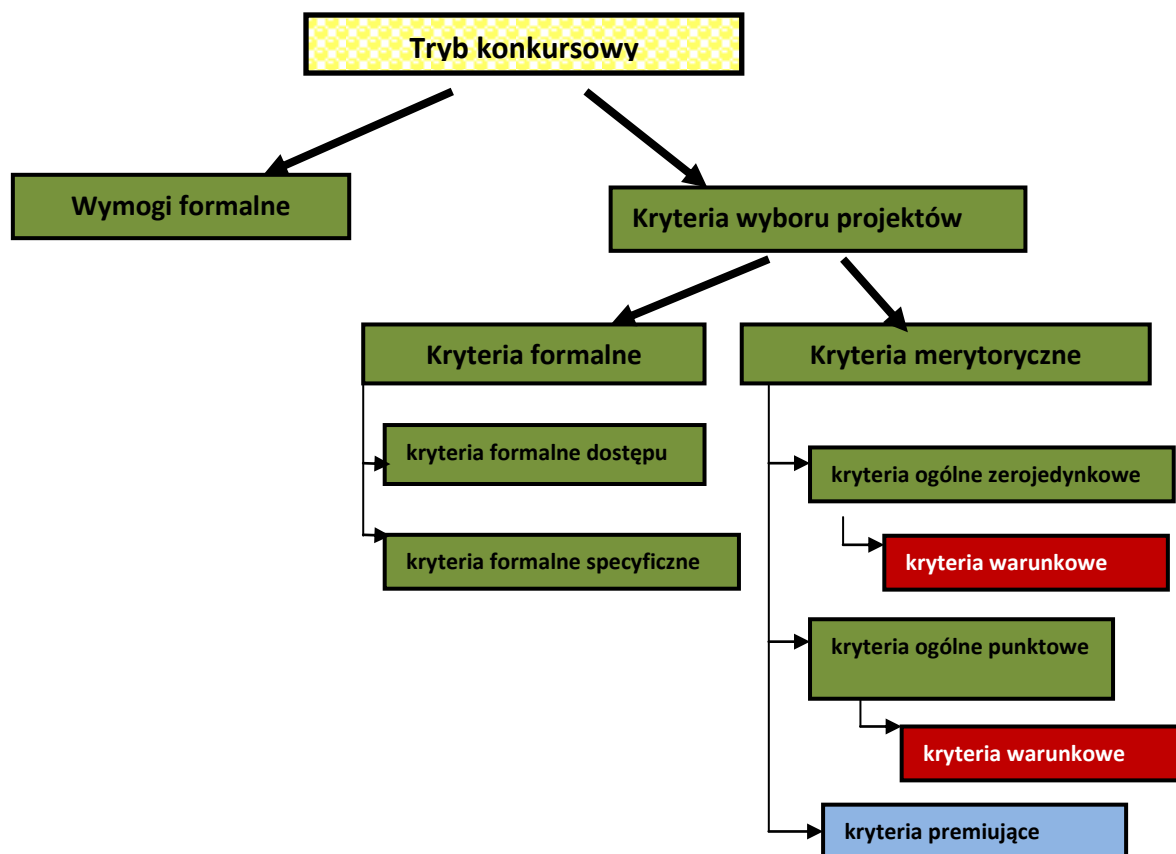 Tryb konkursowy
Wymogi formalne
Kryteria wyboru projektów
Kryteria formalne
Kryteria merytoryczne
kryteria formalne dostępu
kryteria ogólne zerojedynkowe
kryteria formalne specyficzne
kryteria warunkowe
kryteria ogólne punktowe
kryteria warunkowe
kryteria premiujące